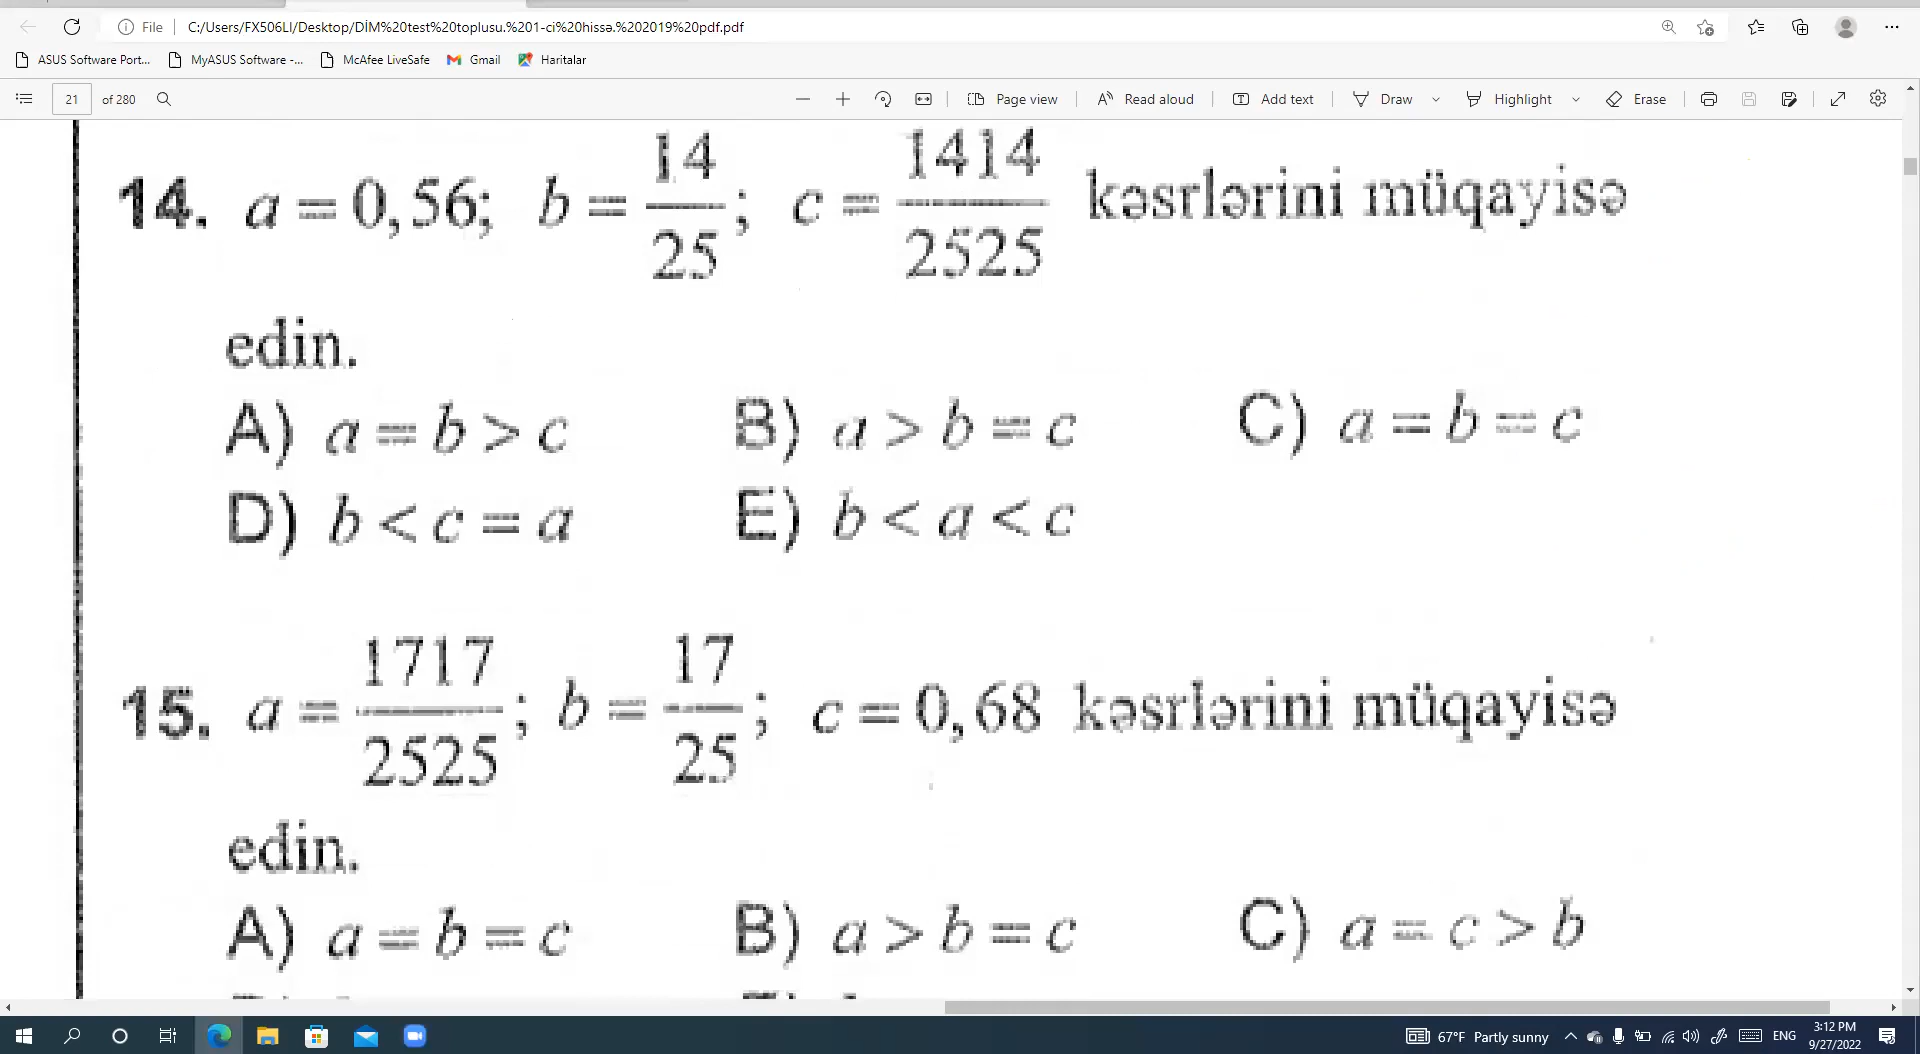 File C:/Users/FX506LI/Desktop/DİM%20test%20toplusu.%201-ci%20hissə.%202019%20pdf.pdf
ASUS Software Port... MyASUS Software -... McAfee LiveSafe Gmail Haritalar
21 of 280 Page view Read aloud Add text Draw Highlight Erase
14. a = 0,56; b = 14/25; c = 1414/2525 kəsrlərini müqayisə
edin.
A) a = b > c B) a > b = c C) a = b = c
D) b < c = a E) b < a < c
15. a = 1717/2525; b = 17/25; c = 0,68 kəsrlərini müqayisə
edin.
A) a = b = c B) a > b = c C) a = c > b
67°F Partly sunny ENG 3:12 PM
9/27/2022